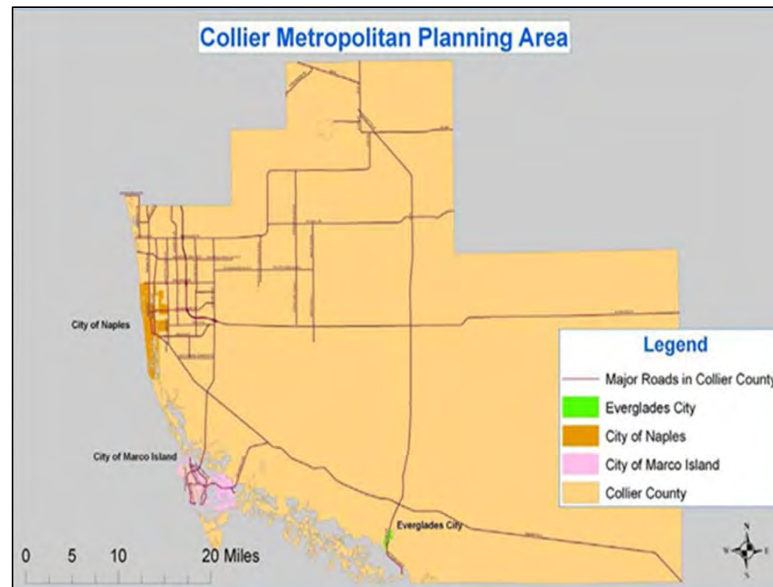 Collier Metropolitan Planning Area
City of Naples
City of Marco Island
Everglades City
Legend
Major Roads in Collier County
Everglades City
City of Naples
City of Marco Island
Collier County
0 5 10 20 Miles
N
W E
S